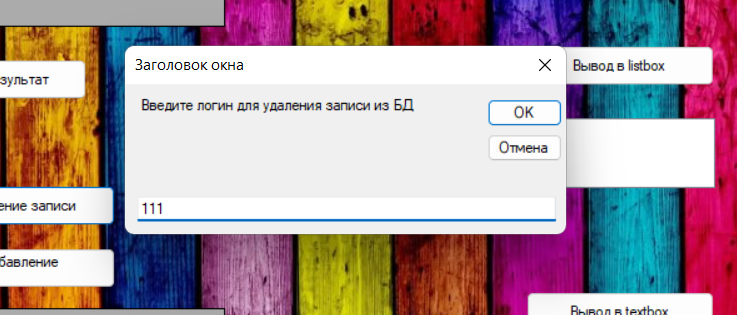 Заголовок окна
Вывод в listbox
зультат
Введите логин для удаления записи из БД
OK
Отмена
ение записи
111
бавление
Вывод в textbox